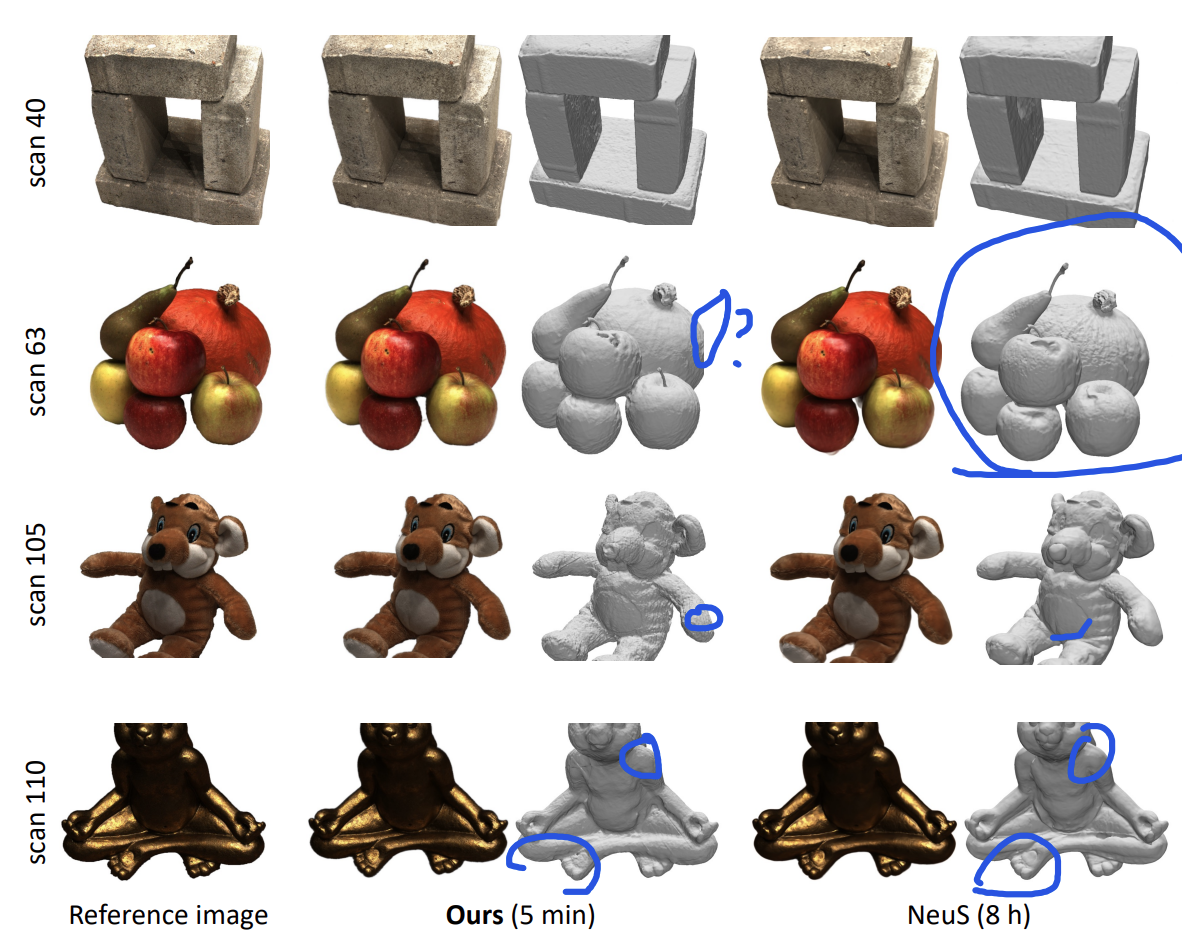 scan 40
scan 63
?
scan 105
scan 110
Reference image
Ours (5 min)
NeuS (8 h)